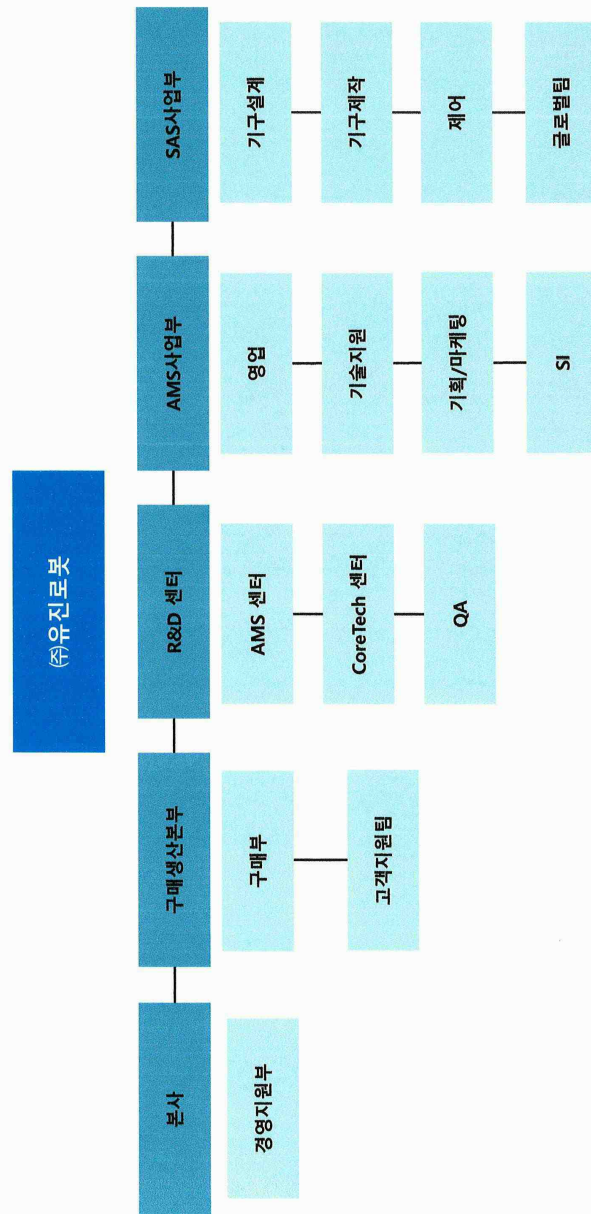 ㈜유진로봇
본사
구매생산본부
R&D 센터
AMS사업부
SAS사업부
경영지원부
구매부
고객지원팀
AMS 센터
CoreTech 센터
QA
영업
기술지원
기획/마케팅
SI
기구설계
기구제작
제어
글로벌팀